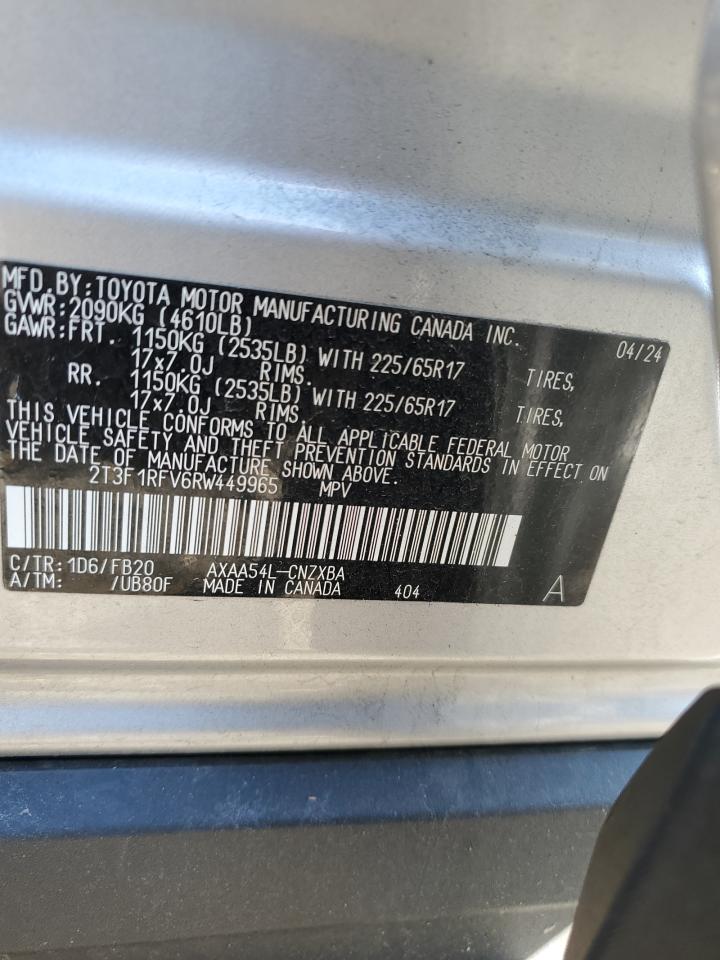 MFD.BY:TOYOTA MOTOR MANUFACTURING CANADA INC. 04/24
GVWR:2090KG (4610LB)
GAWR:FRT. 1150KG (2535LB) WITH 225/65R17 TIRES,
17x7.0J RIMS.
RR. 1150KG (2535LB) WITH 225/65R17 TIRES,
17x7.0J RIMS.
THIS VEHICLE CONFORMS TO ALL APPLICABLE FEDERAL MOTOR
VEHICLE SAFETY AND THEFT PREVENTION STANDARDS IN EFFECT ON
THE DATE OF MANUFACTURE SHOWN ABOVE.
2T3F1RFV6RW449965 MPV
C/TR:1D6/FB20 AXAA54L-CNZXBA
A/TM: /UB80F MADE IN CANADA 404 A